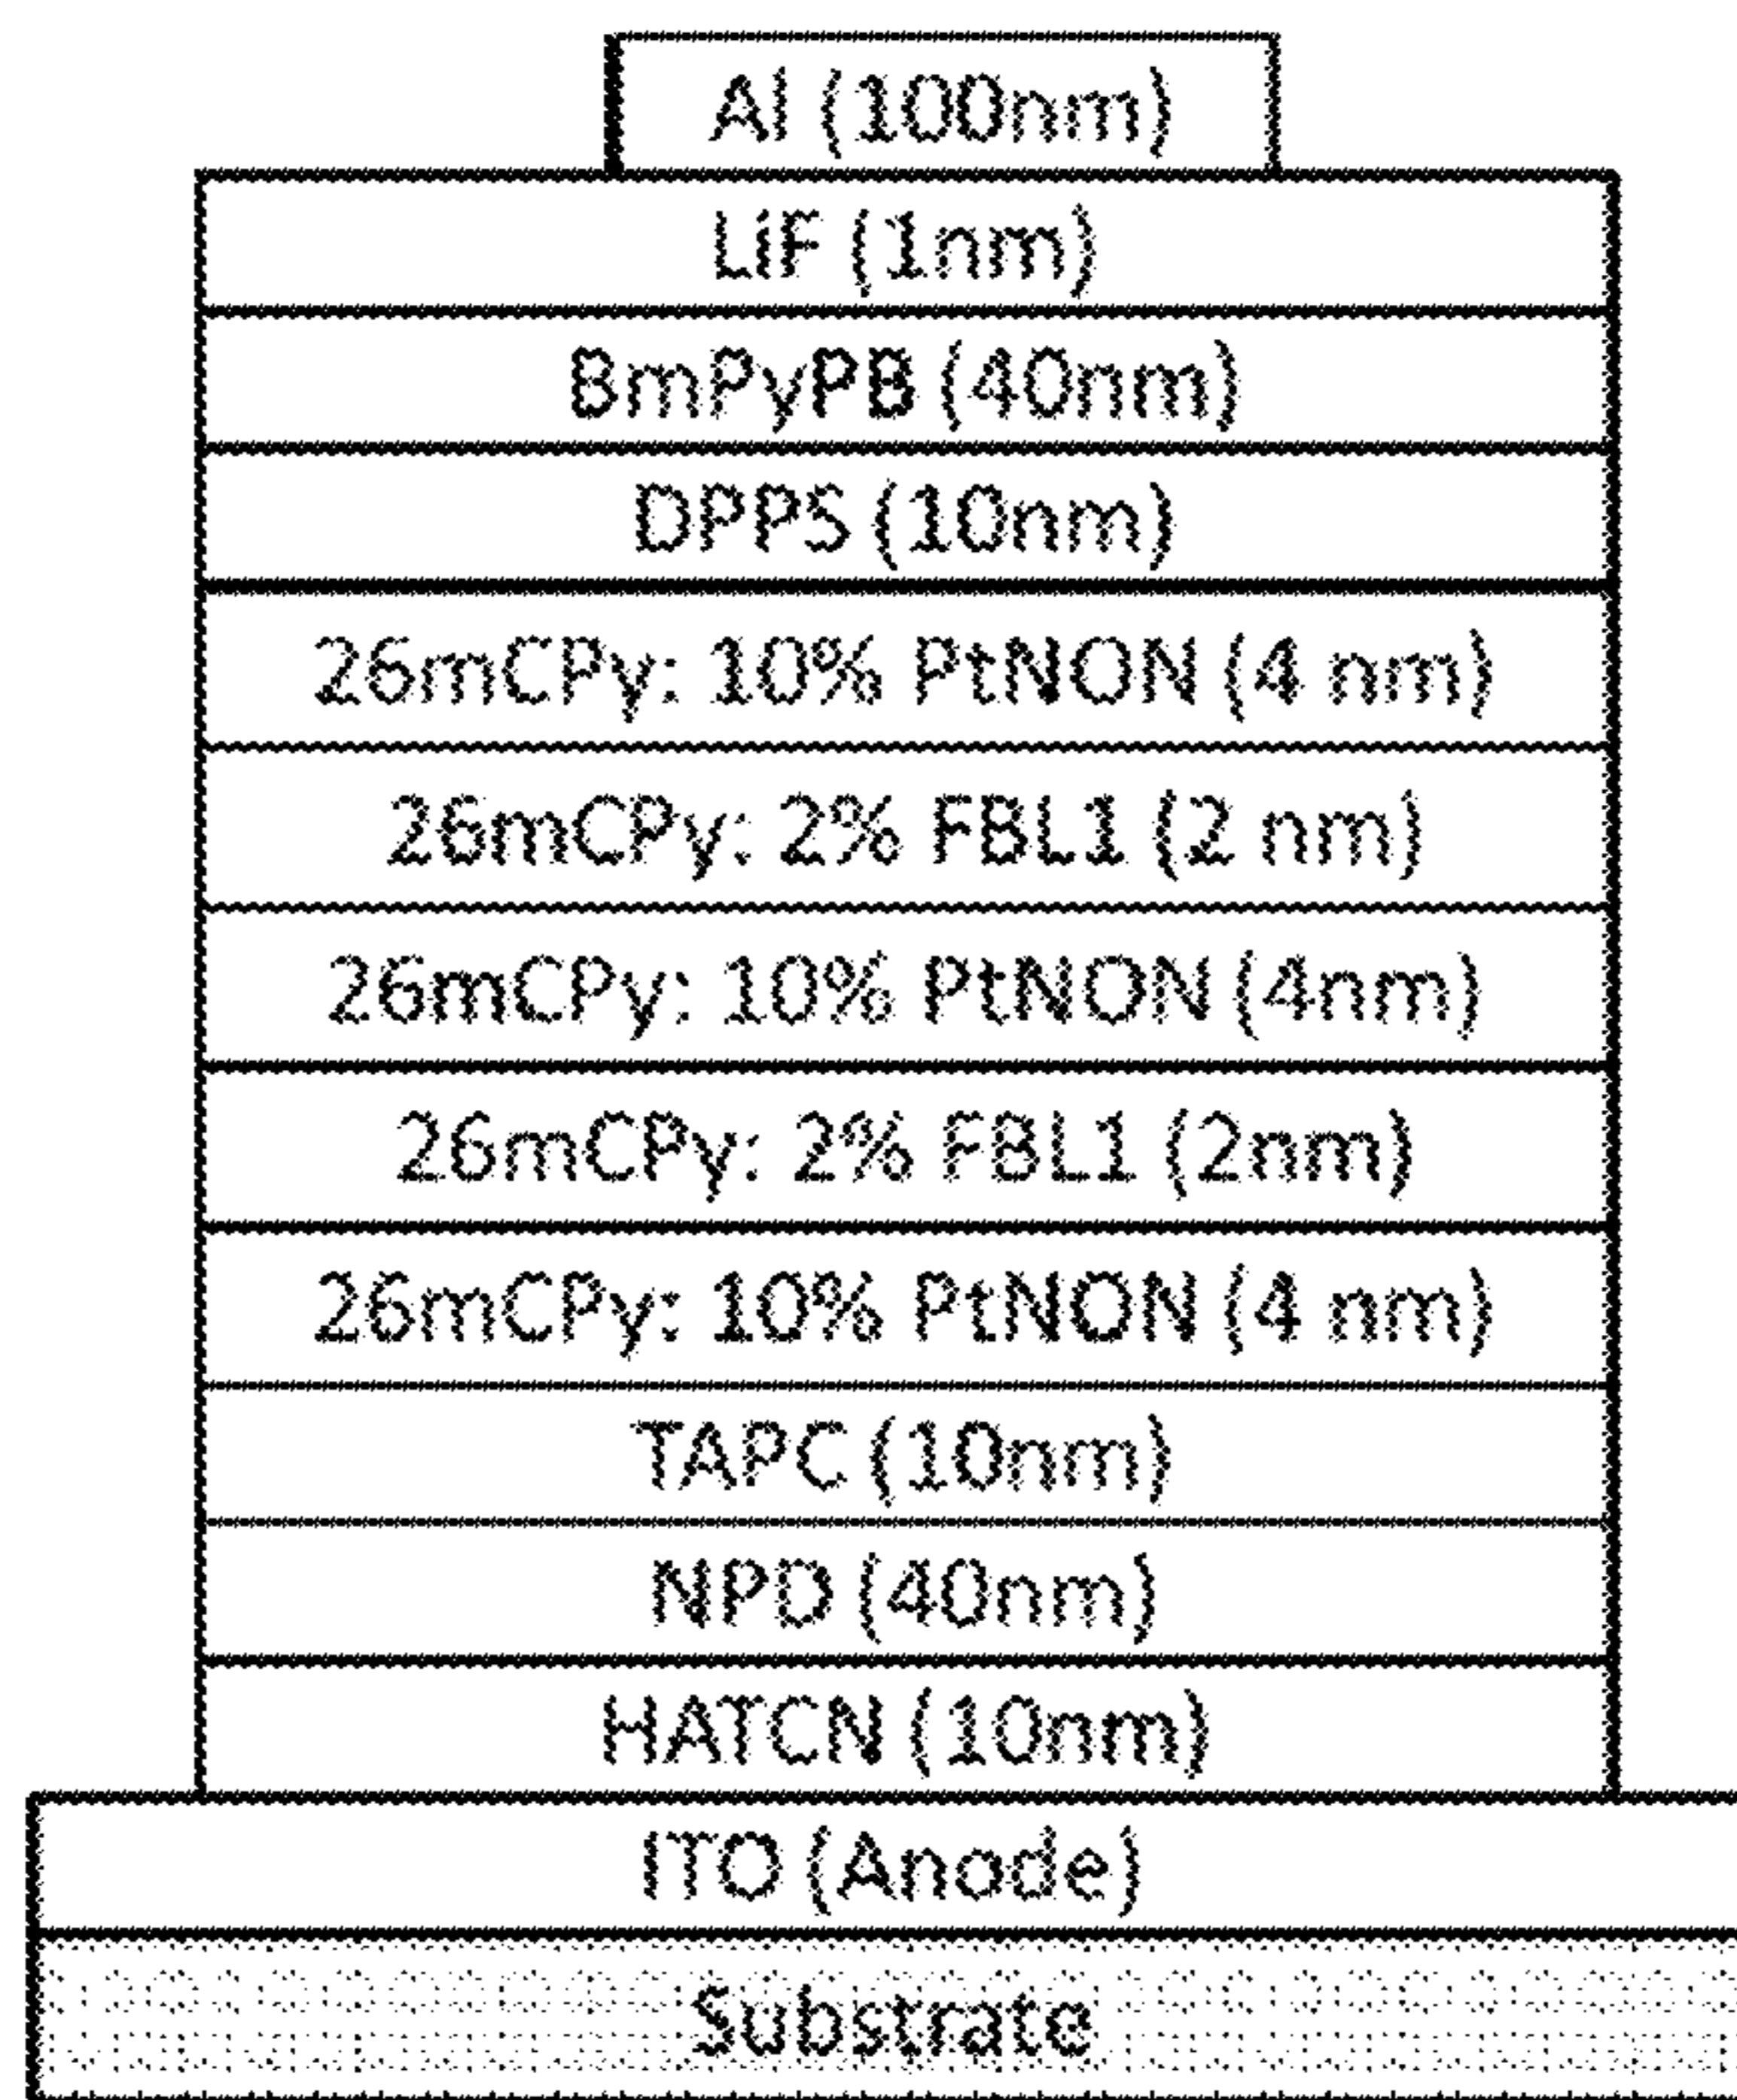 Al (100nm)
LiF (1nm)
BmPyPB (40nm)
DPPS (10nm)
26mCPy: 10% PtNON (4 nm)
26mCPy: 2% FBL1 (2 nm)
26mCPy: 10% PtNON (4nm)
26mCPy: 2% FBL1 (2nm)
26mCPy: 10% PtNON (4 nm)
TAPC (10nm)
NPD (40nm)
HATCN (10nm)
ITO (Anode)
Substrate